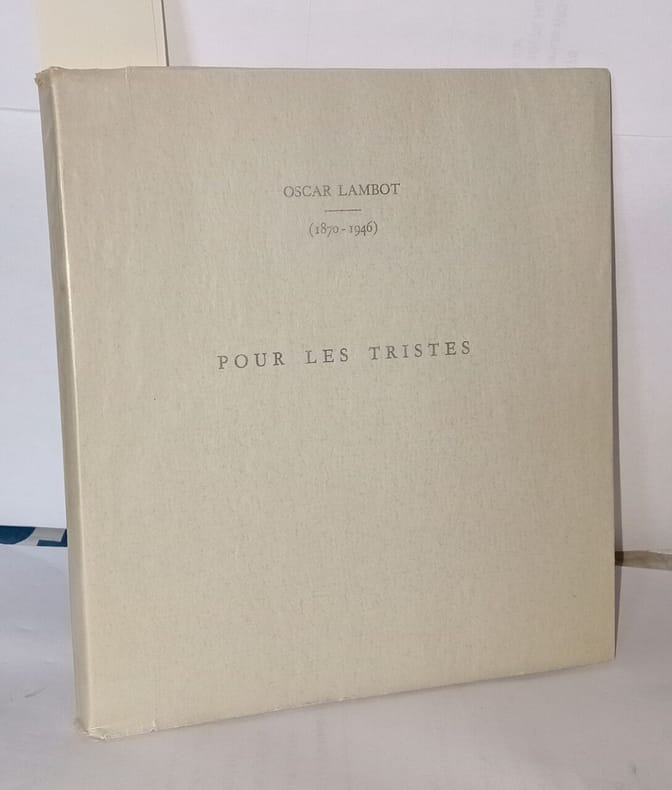 OSCAR LAMBOT
(1870-1946)
POUR LES TRISTES